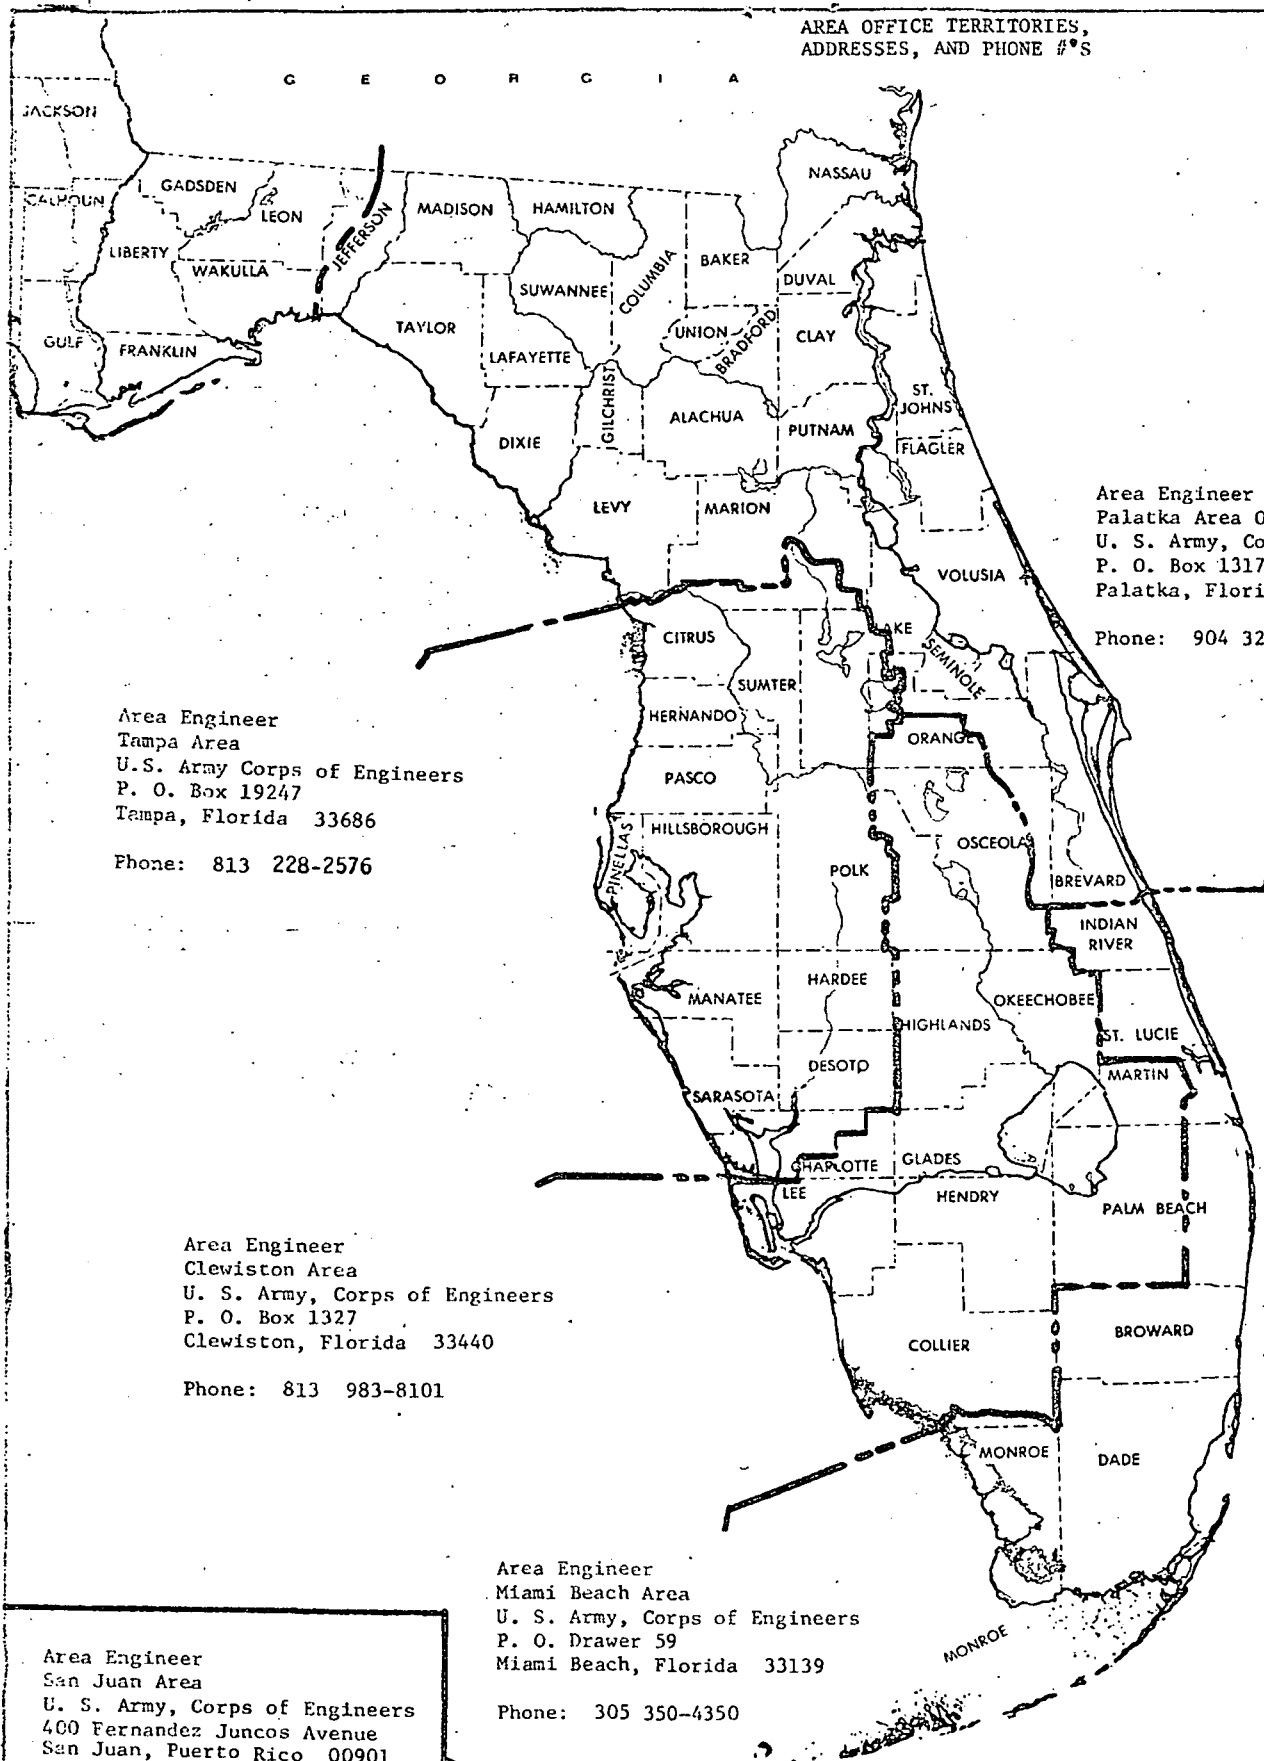 AREA OFFICE TERRITORIES,
ADDRESSES, AND PHONE #'S
G E O R G I A
JACKSON
NASSAU
GADSDEN
CALHOUN
LEON
JEFFERSON
MADISON
HAMILTON
LIBERTY
WAKULLA
COLUMBIA
BAKER
DUVAL
SUWANNEE
TAYLOR
UNION
BRADFORD
CLAY
GULF
FRANKLIN
LAFAYETTE
GILCHRIST
ST.
JOHNS
ALACHUA
PUTNAM
DIXIE
FLAGLER
LEVY
MARION
Area Engineer
Palatka Area O
U. S. Army, Co
P. O. Box 1317
Palatka, Flori
Phone: 904 32
VOLUSIA
CITRUS
LAKE
SEMINOLE
SUMTER
HERNANDO
ORANGE
Area Engineer
Tampa Area
U.S. Army Corps of Engineers
P. O. Box 19247
Tampa, Florida 33686
Phone: 813 228-2576
PASCO
HILLSBOROUGH
PINELLAS
OSCEOLA
POLK
BREVARD
INDIAN
RIVER
HARDEE
MANATEE
OKEECHOBEE
HIGHLANDS
ST. LUCIE
DESOTO
MARTIN
SARASOTA
CHARLOTTE
GLADES
LEE
HENDRY
PALM BEACH
Area Engineer
Clewiston Area
U. S. Army, Corps of Engineers
P. O. Box 1327
Clewiston, Florida 33440
Phone: 813 983-8101
BROWARD
COLLIER
MONROE
DADE
Area Engineer
Miami Beach Area
U. S. Army, Corps of Engineers
P. O. Drawer 59
Miami Beach, Florida 33139
Phone: 305 350-4350
MONROE
Area Engineer
San Juan Area
U. S. Army, Corps of Engineers
400 Fernandez Juncos Avenue
San Juan, Puerto Rico 00901